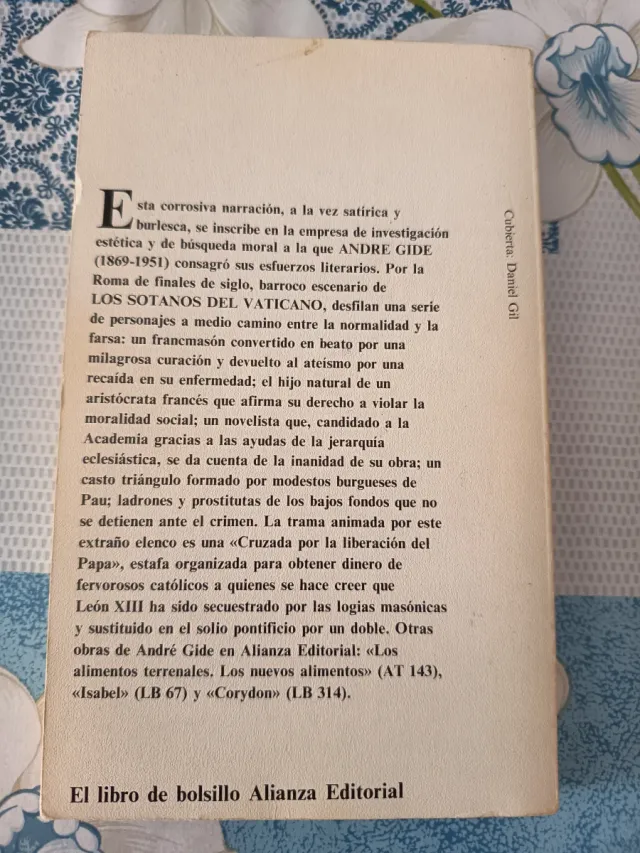 Esta corrosiva narración, a la vez satírica y
burlesca, se inscribe en la empresa de investigación
estética y de búsqueda moral a la que ANDRE GIDE
(1869-1951) consagró sus esfuerzos literarios. Por la
Roma de finales de siglo, barroco escenario de
LOS SOTANOS DEL VATICANO, desfilan una serie
de personajes a medio camino entre la normalidad y la
farsa: un francmasón convertido en beato por una
milagrosa curación y devuelto al ateísmo por una
recaída en su enfermedad; el hijo natural de un
aristócrata francés que afirma su derecho a violar la
moralidad social; un novelista que, candidado a la
Academia gracias a las ayudas de la jerarquía
eclesiástica, se da cuenta de la inanidad de su obra; un
casto triángulo formado por modestos burgueses de
Pau; ladrones y prostitutas de los bajos fondos que no
se detienen ante el crimen. La trama animada por este
extraño elenco es una «Cruzada por la liberación del
Papa», estafa organizada para obtener dinero de
fervorosos católicos a quienes se hace creer que
León XIII ha sido secuestrado por las logias masónicas
y sustituido en el solio pontificio por un doble. Otras
obras de André Gide en Alianza Editorial: «Los
alimentos terrenales. Los nuevos alimentos» (AT 143),
«Isabel» (LB 67) y «Corydon» (LB 314).
El libro de bolsillo Alianza Editorial
Cubierta: Daniel Gil